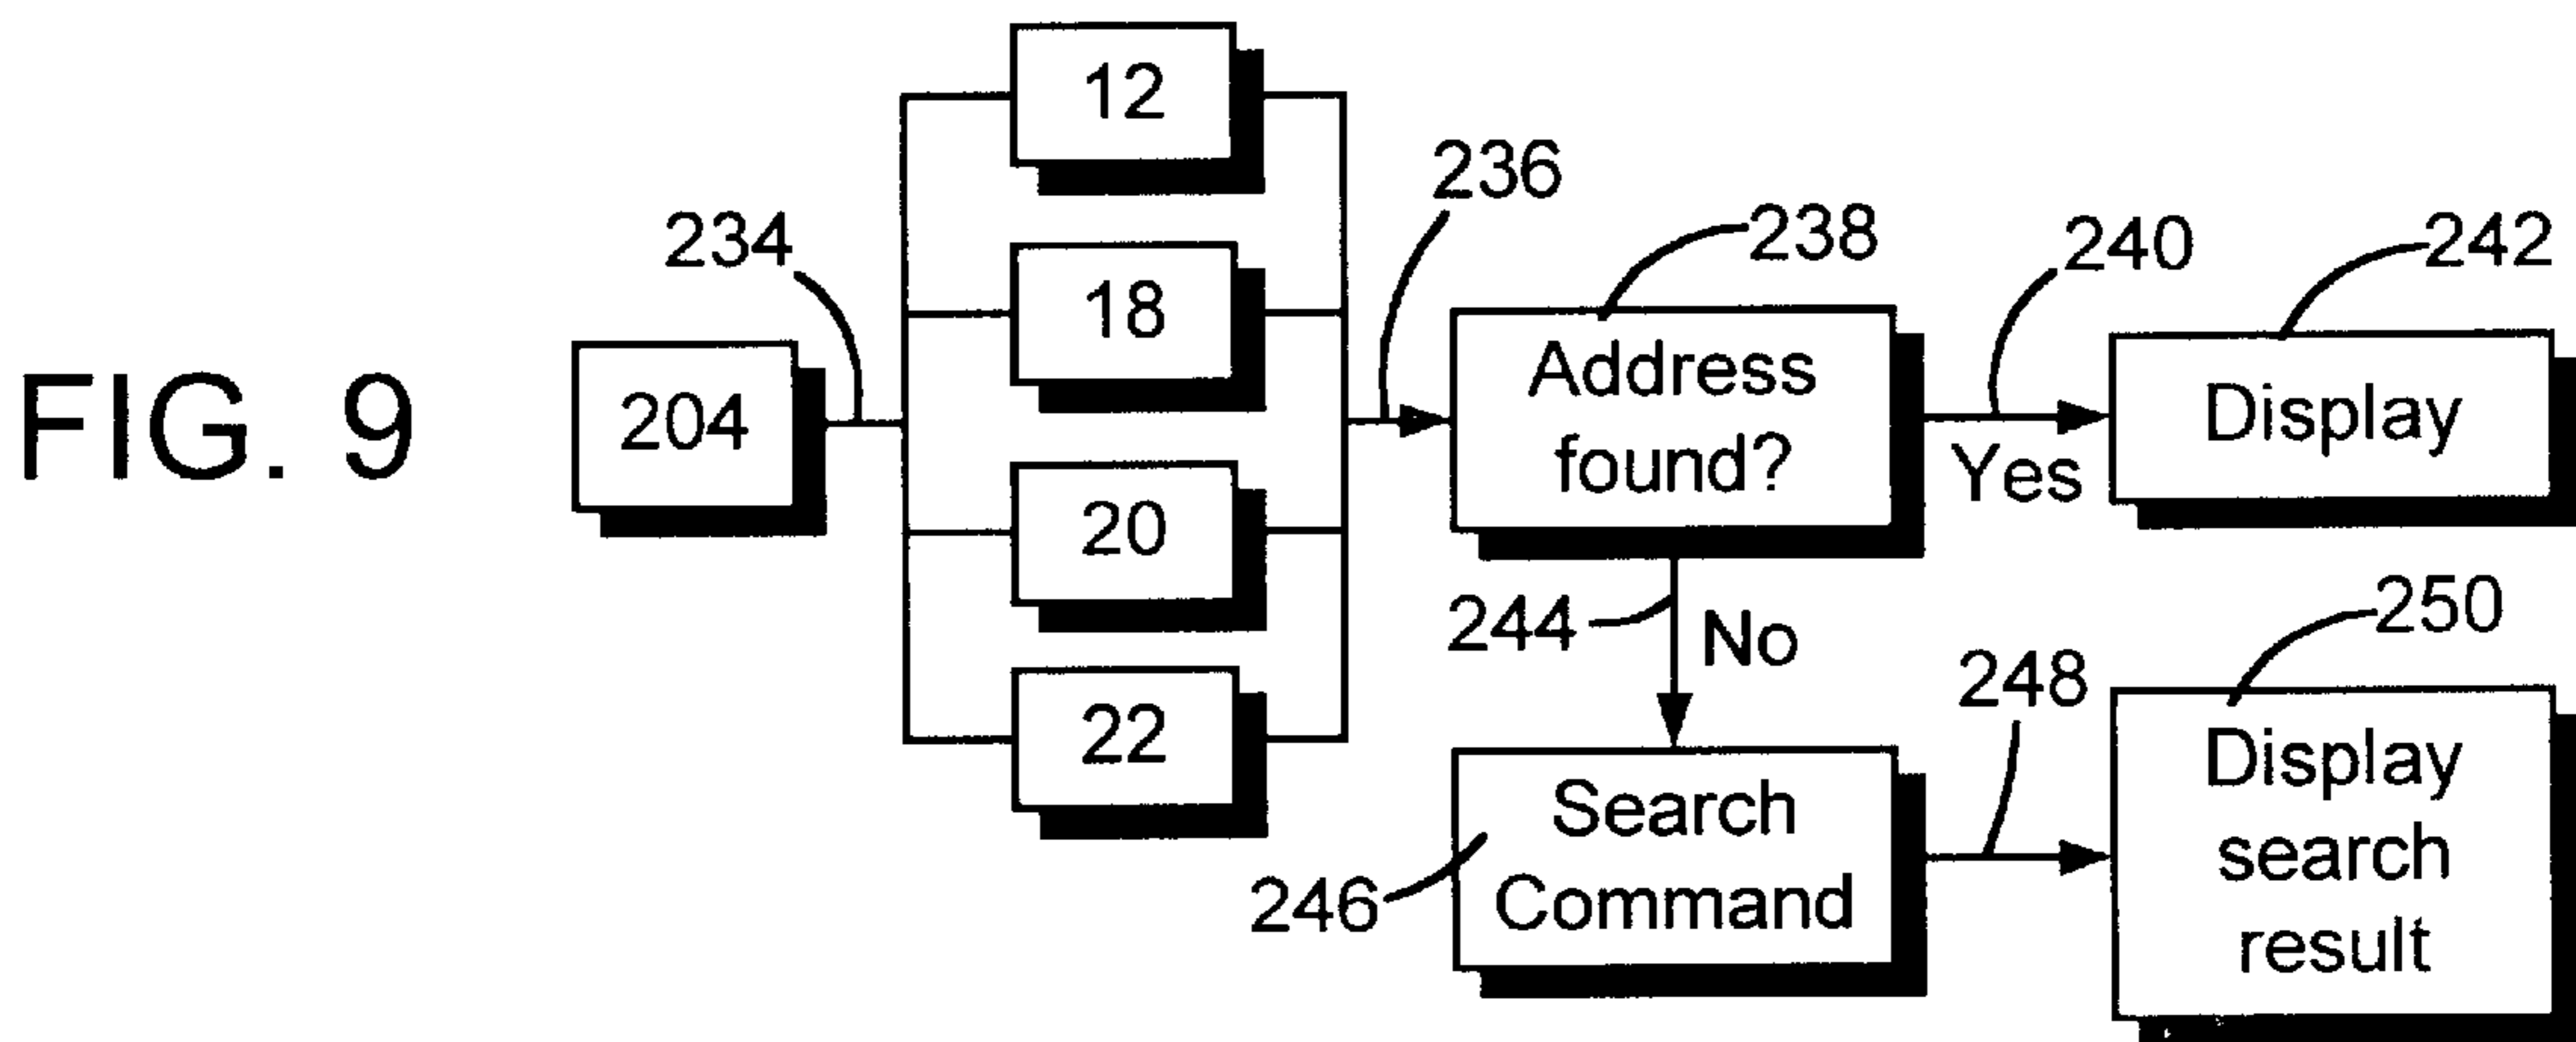 FIG. 9
204
234
12
18
20
22
236
238
Address
found?
240
Yes
242
Display
244
No
246
Search
Command
248
250
Display
search
result